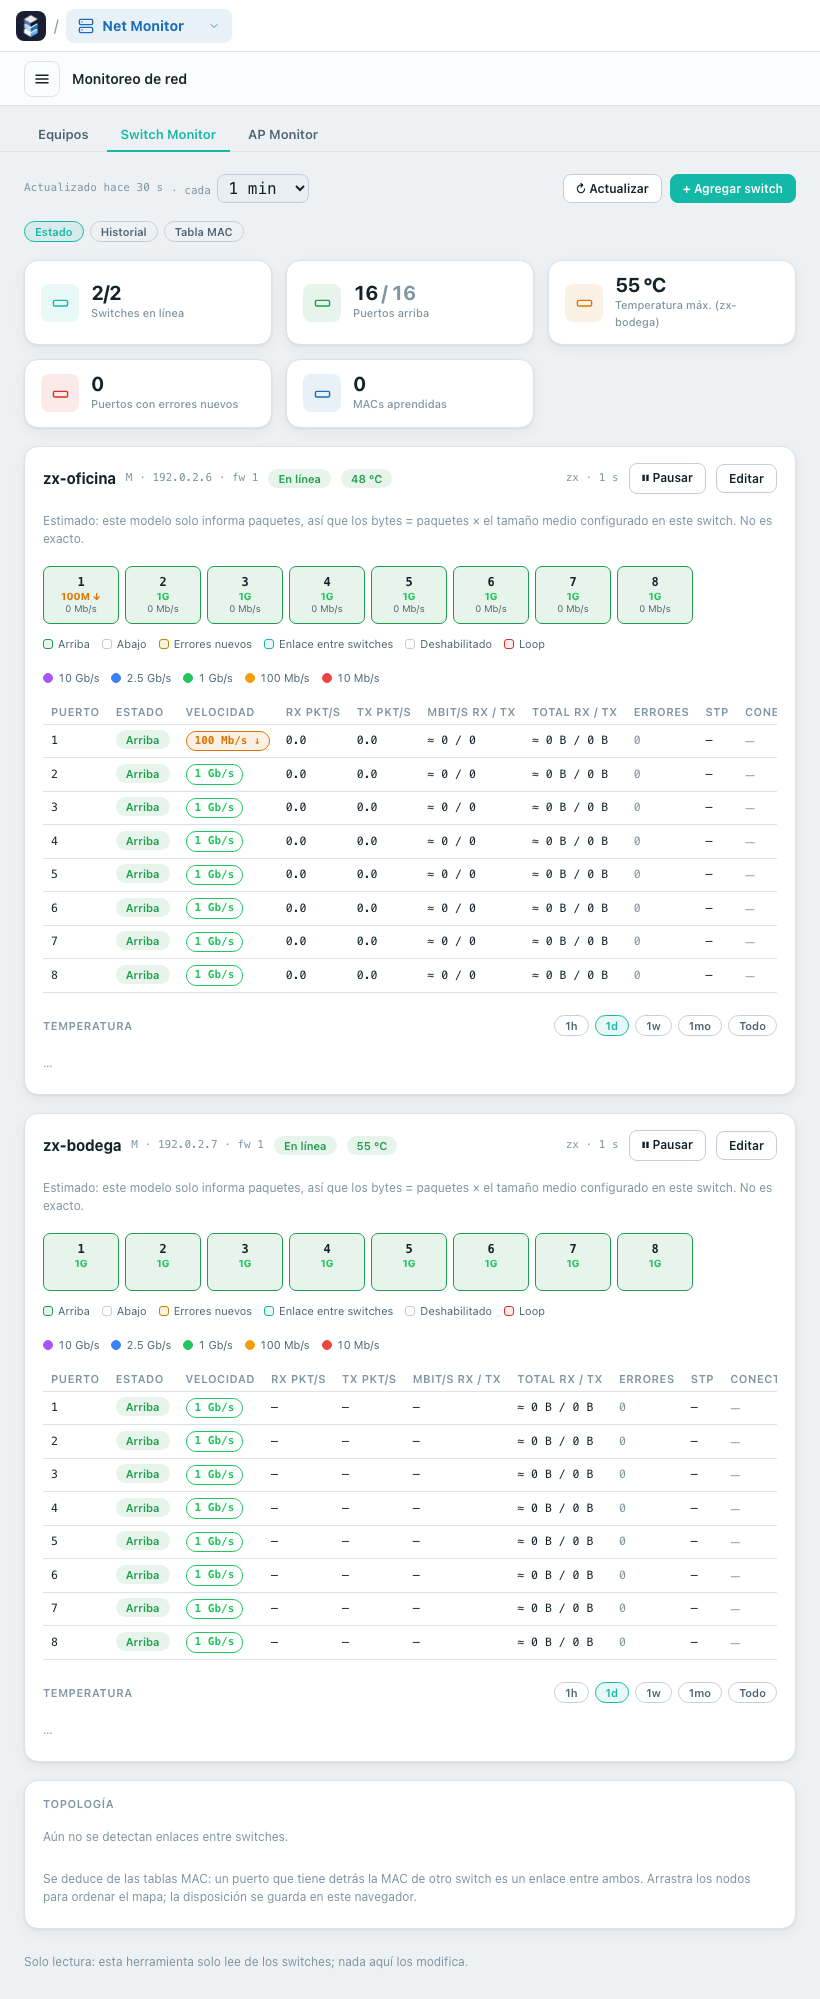 / Net Monitor
Monitoreo de red
Equipos Switch Monitor AP Monitor
Actualizado hace 30 s · cada 1 min ↻ Actualizar + Agregar switch
Estado Historial Tabla MAC
2/2
Switches en línea
16 / 16
Puertos arriba
55 °C
Temperatura máx. (zx-
bodega)
0
Puertos con errores nuevos
0
MACs aprendidas
zx-oficina M · 192.0.2.6 · fw 1 En línea 48 °C zx · 1 s Pausar Editar
Estimado: este modelo solo informa paquetes, así que los bytes = paquetes × el tamaño medio configurado en este switch. No es
exacto.
1 2 3 4 5 6 7 8
100M ↓ 1G 1G 1G 1G 1G 1G 1G
0 Mb/s 0 Mb/s 0 Mb/s 0 Mb/s 0 Mb/s 0 Mb/s 0 Mb/s 0 Mb/s
Arriba Abajo Errores nuevos Enlace entre switches Deshabilitado Loop
10 Gb/s 2.5 Gb/s 1 Gb/s 100 Mb/s 10 Mb/s
PUERTO ESTADO VELOCIDAD RX PKT/S TX PKT/S MBIT/S RX / TX TOTAL RX / TX ERRORES STP CONE
1 Arriba 100 Mb/s ↓ 0.0 0.0 ≈ 0 / 0 ≈ 0 B / 0 B 0 — —
2 Arriba 1 Gb/s 0.0 0.0 ≈ 0 / 0 ≈ 0 B / 0 B 0 — —
3 Arriba 1 Gb/s 0.0 0.0 ≈ 0 / 0 ≈ 0 B / 0 B 0 — —
4 Arriba 1 Gb/s 0.0 0.0 ≈ 0 / 0 ≈ 0 B / 0 B 0 — —
5 Arriba 1 Gb/s 0.0 0.0 ≈ 0 / 0 ≈ 0 B / 0 B 0 — —
6 Arriba 1 Gb/s 0.0 0.0 ≈ 0 / 0 ≈ 0 B / 0 B 0 — —
7 Arriba 1 Gb/s 0.0 0.0 ≈ 0 / 0 ≈ 0 B / 0 B 0 — —
8 Arriba 1 Gb/s 0.0 0.0 ≈ 0 / 0 ≈ 0 B / 0 B 0 — —
TEMPERATURA 1h 1d 1w 1mo Todo
…
zx-bodega M · 192.0.2.7 · fw 1 En línea 55 °C zx · 1 s Pausar Editar
Estimado: este modelo solo informa paquetes, así que los bytes = paquetes × el tamaño medio configurado en este switch. No es
exacto.
1 2 3 4 5 6 7 8
1G 1G 1G 1G 1G 1G 1G 1G
Arriba Abajo Errores nuevos Enlace entre switches Deshabilitado Loop
10 Gb/s 2.5 Gb/s 1 Gb/s 100 Mb/s 10 Mb/s
PUERTO ESTADO VELOCIDAD RX PKT/S TX PKT/S MBIT/S RX / TX TOTAL RX / TX ERRORES STP CONECT
1 Arriba 1 Gb/s — — — ≈ 0 B / 0 B 0 — —
2 Arriba 1 Gb/s — — — ≈ 0 B / 0 B 0 — —
3 Arriba 1 Gb/s — — — ≈ 0 B / 0 B 0 — —
4 Arriba 1 Gb/s — — — ≈ 0 B / 0 B 0 — —
5 Arriba 1 Gb/s — — — ≈ 0 B / 0 B 0 — —
6 Arriba 1 Gb/s — — — ≈ 0 B / 0 B 0 — —
7 Arriba 1 Gb/s — — — ≈ 0 B / 0 B 0 — —
8 Arriba 1 Gb/s — — — ≈ 0 B / 0 B 0 — —
TEMPERATURA 1h 1d 1w 1mo Todo
…
TOPOLOGÍA
Aún no se detectan enlaces entre switches.
Se deduce de las tablas MAC: un puerto que tiene detrás la MAC de otro switch es un enlace entre ambos. Arrastra los nodos
para ordenar el mapa; la disposición se guarda en este navegador.
Solo lectura: esta herramienta solo lee de los switches; nada aquí los modifica.